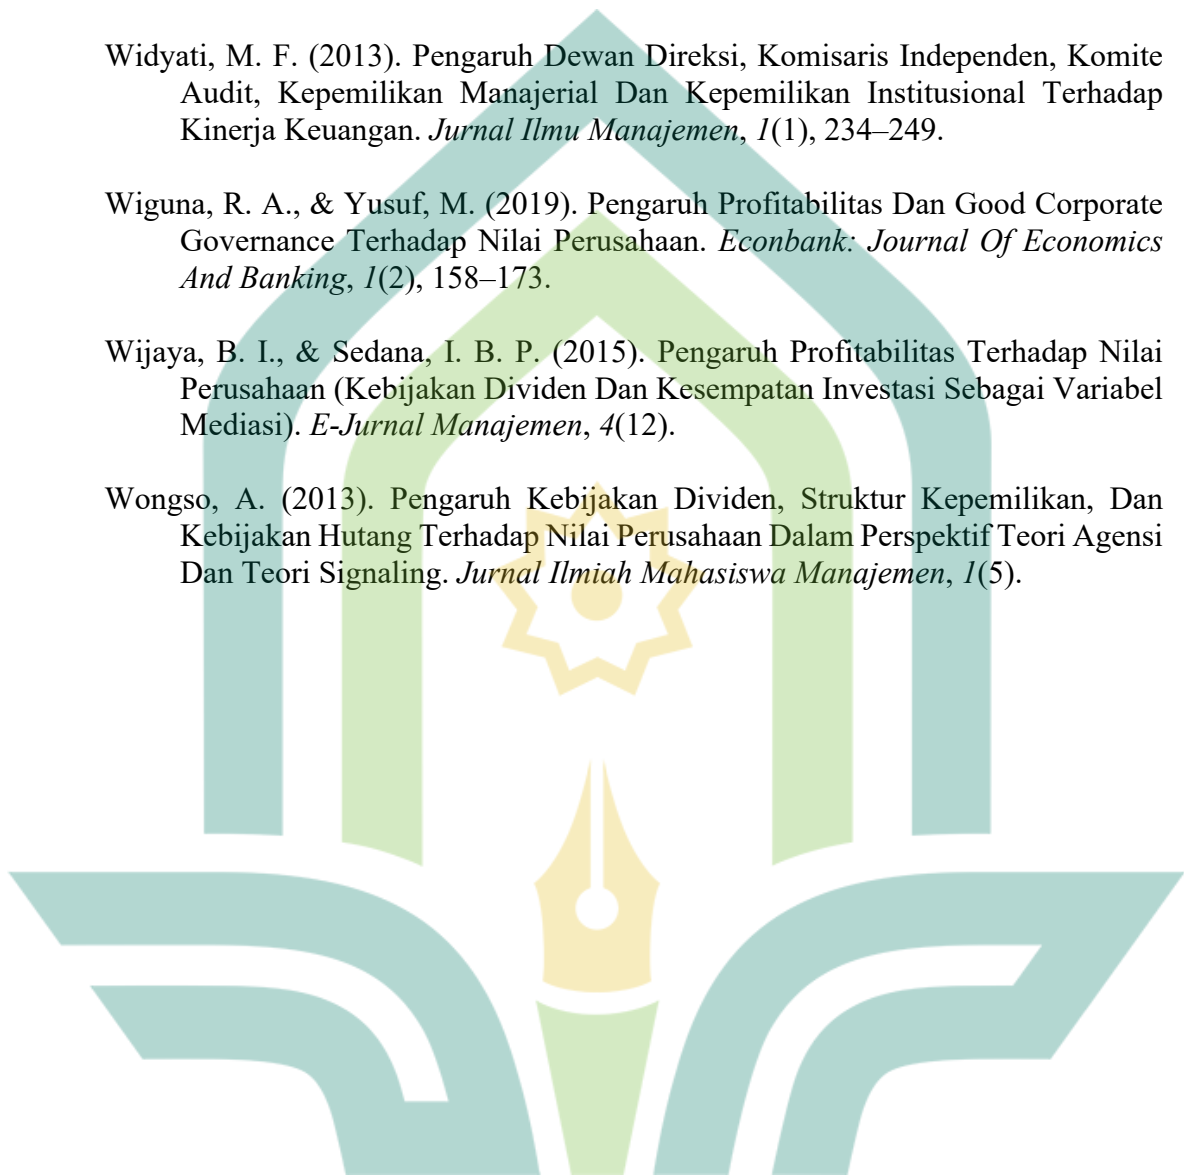 Widyati, M. F. (2013). Pengaruh Dewan Direksi, Komisaris Independen, Komite
Audit, Kepemilikan Manajerial Dan Kepemilikan Institusional Terhadap
Kinerja Keuangan. Jurnal Ilmu Manajemen, 1(1), 234–249.
Wiguna, R. A., & Yusuf, M. (2019). Pengaruh Profitabilitas Dan Good Corporate
Governance Terhadap Nilai Perusahaan. Econbank: Journal Of Economics
And Banking, 1(2), 158–173.
Wijaya, B. I., & Sedana, I. B. P. (2015). Pengaruh Profitabilitas Terhadap Nilai
Perusahaan (Kebijakan Dividen Dan Kesempatan Investasi Sebagai Variabel
Mediasi). E-Jurnal Manajemen, 4(12).
Wongso, A. (2013). Pengaruh Kebijakan Dividen, Struktur Kepemilikan, Dan
Kebijakan Hutang Terhadap Nilai Perusahaan Dalam Perspektif Teori Agensi
Dan Teori Signaling. Jurnal Ilmiah Mahasiswa Manajemen, 1(5).